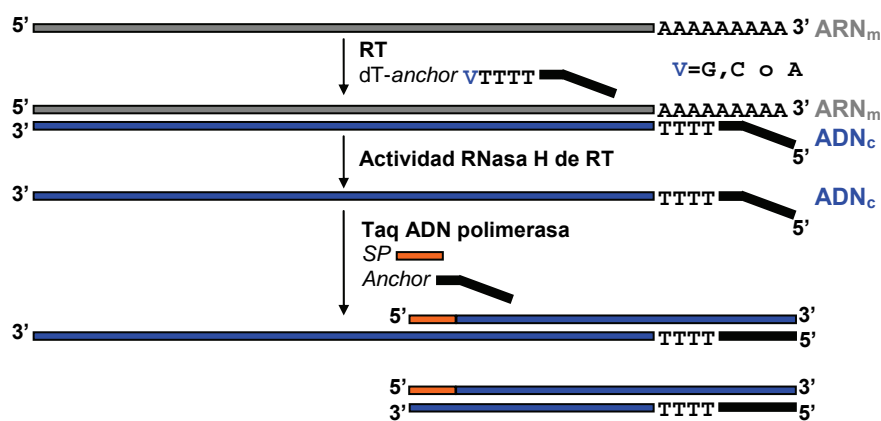 5’ AAAAAAAAA 3’ ARNm
RT
dT-anchor VTTTT V=G,C o A
5’ AAAAAAAAA 3’ ARNm
3’ TTTT ADNc
5’
Actividad RNasa H de RT
3’ TTTT ADNc
5’
Taq ADN polimerasa
SP
Anchor
5’ 3’
3’ TTTT 5’
5’ 3’
3’ TTTT 5’